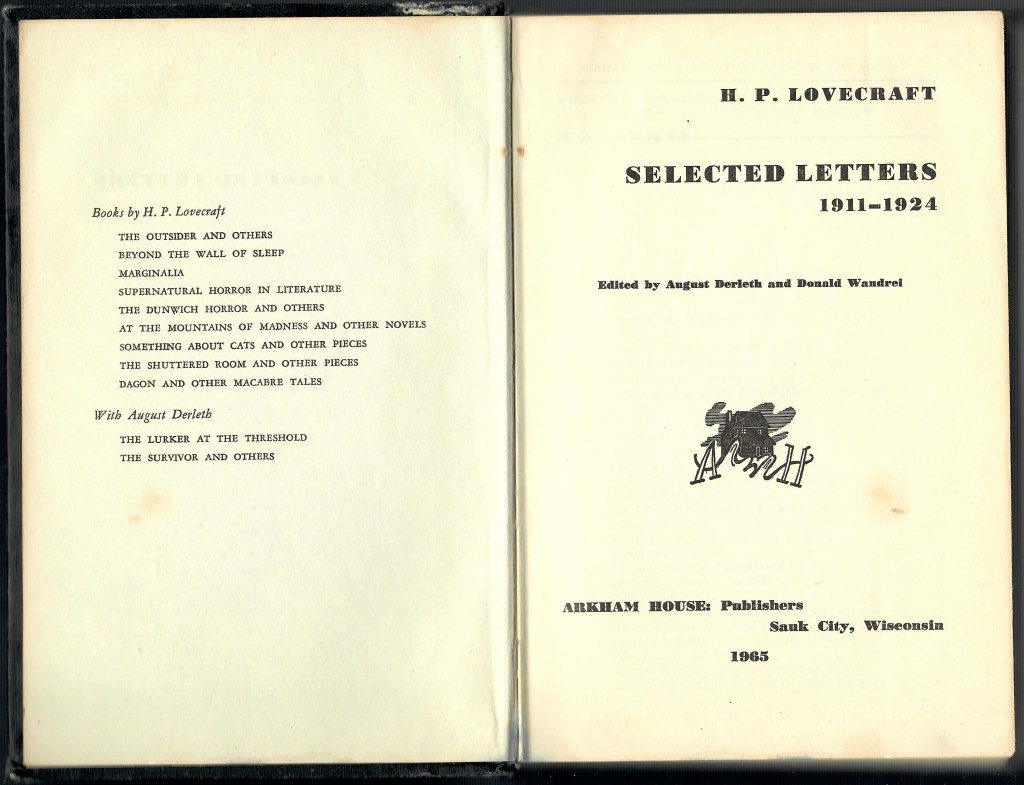 Books by H. P. Lovecraft
THE OUTSIDER AND OTHERS
BEYOND THE WALL OF SLEEP
MARGINALIA
SUPERNATURAL HORROR IN LITERATURE
THE DUNWICH HORROR AND OTHERS
AT THE MOUNTAINS OF MADNESS AND OTHER NOVELS
SOMETHING ABOUT CATS AND OTHER PIECES
THE SHUTTERED ROOM AND OTHER PIECES
DAGON AND OTHER MACABRE TALES
With August Derleth
THE LURKER AT THE THRESHOLD
THE SURVIVOR AND OTHERS
H. P. LOVECRAFT
SELECTED LETTERS
1911–1924
Edited by August Derleth and Donald Wandrei
ARKHAM HOUSE: Publishers
Sauk City, Wisconsin
1965